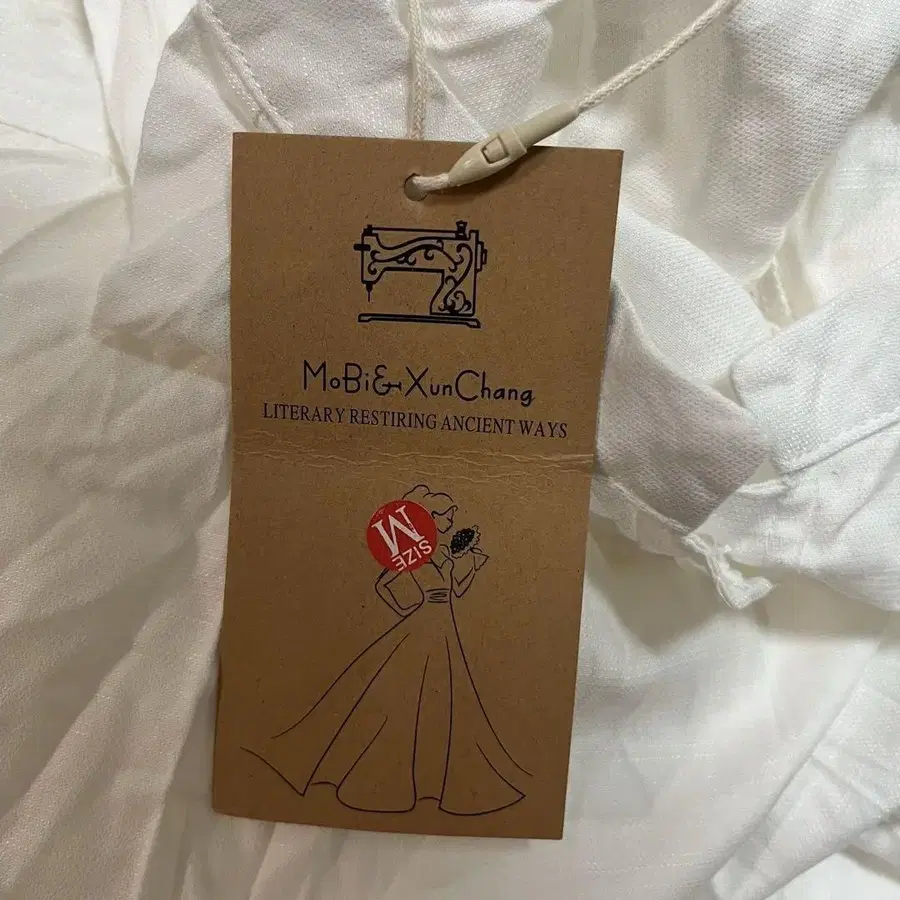 MoBi&XunChang
LITERARY RESTIRING ANCIENT WAYS
M
SIZE